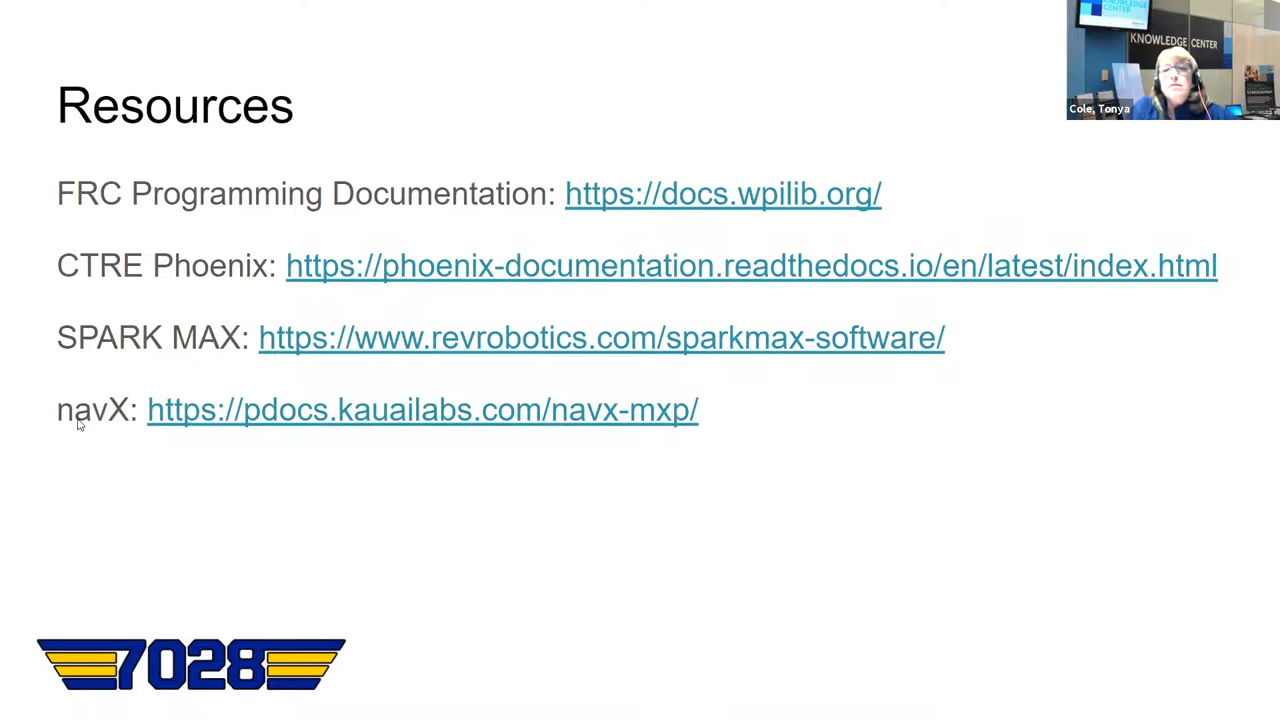 KNOWLEDGE CENTER
Cole, Tonya
Resources
FRC Programming Documentation: https://docs.wpilib.org/
CTRE Phoenix: https://phoenix-documentation.readthedocs.io/en/latest/index.html
SPARK MAX: https://www.revrobotics.com/sparkmax-software/
navX: https://pdocs.kauailabs.com/navx-mxp/
7028